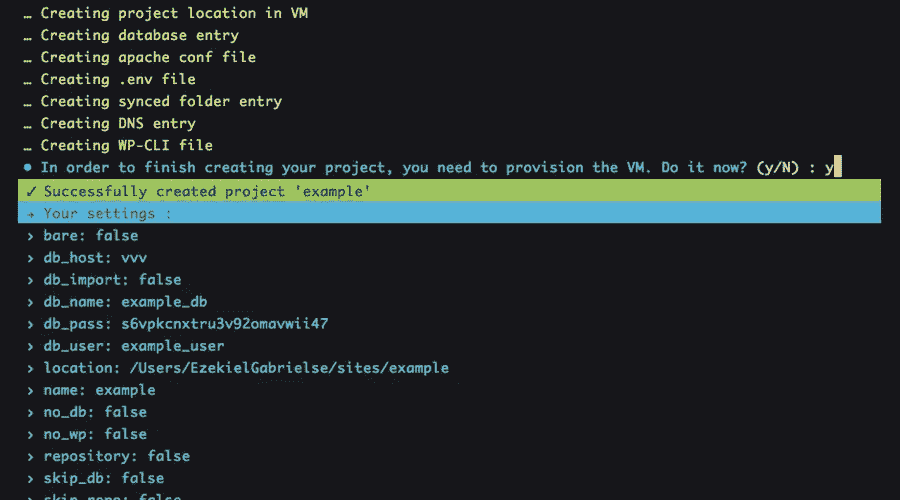 … Creating project location in VM
… Creating database entry
… Creating apache conf file
… Creating .env file
… Creating synced folder entry
… Creating DNS entry
… Creating WP-CLI file
● In order to finish creating your project, you need to provision the VM. Do it now? (y/N) : y
✓ Successfully created project 'example'
→ Your settings :
› bare: false
› db_host: vvv
› db_import: false
› db_name: example_db
› db_pass: s6vpkcnxtru3v92omavwii47
› db_user: example_user
› location: /Users/EzekielGabrielse/sites/example
› name: example
› no_db: false
› no_wp: false
› repository: false
› skip_db: false
› skip_repo: false